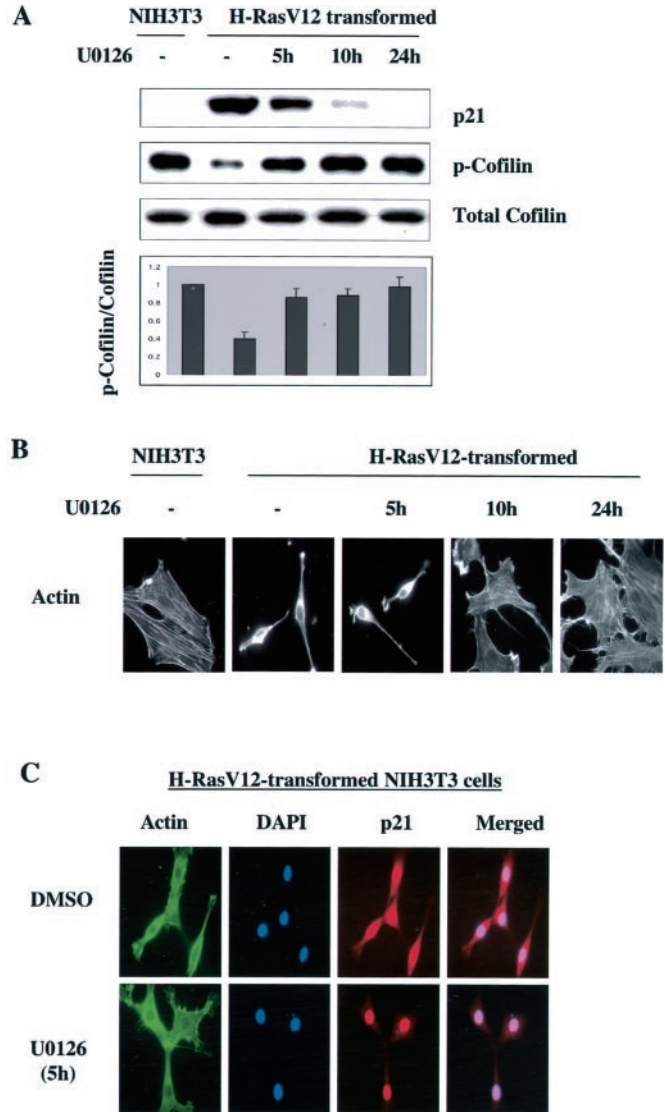 A
NIH3T3 H-RasV12 transformed
U0126 - - 5h 10h 24h
p21
p-Cofilin
Total Cofilin
p-Cofilin/Cofilin
1.2
1
0.8
0.6
0.4
0.2
0
B
NIH3T3 H-RasV12-transformed
U0126 - - 5h 10h 24h
Actin
C
H-RasV12-transformed NIH3T3 cells
Actin DAPI p21 Merged
DMSO
U0126
(5h)